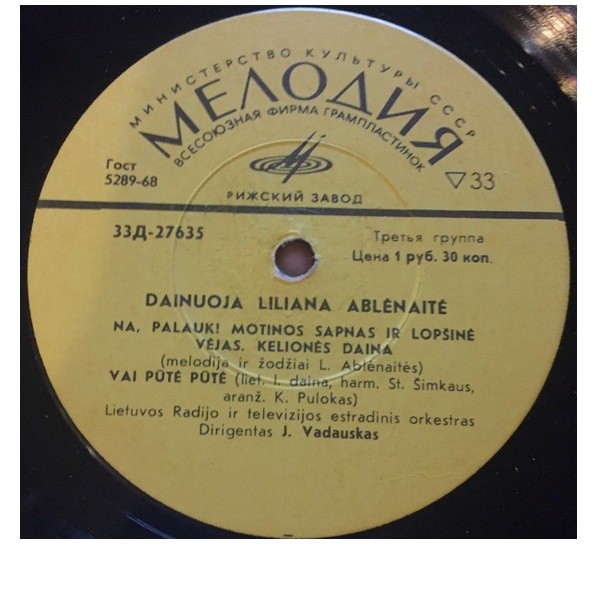 МИНИСТЕРСТВО КУЛЬТУРЫ СССР
МЕЛОДИЯ
ВСЕСОЮЗНАЯ ФИРМА ГРАМПЛАСТИНОК
Гост
5289-68
▽33
РИЖСКИЙ ЗАВОД
33Д-27635
Третья группа
Цена 1 руб. 30 коп.
DAINUOJA LILIANA ABLĖNAITĖ
NA, PALAUK! MOTINOS SAPNAS IR LOPŠINĖ
VĖJAS. KELIONĖS DAINA
(melodija ir žodžiai L. Ablėnaitės)
VAI PŪTĖ PŪTĖ (liet. l. daina, harm. St. Šimkaus,
aranž. K. Pulokas)
Lietuvos Radijo ir televizijos estradinis orkestras
Dirigentas J. Vadauskas